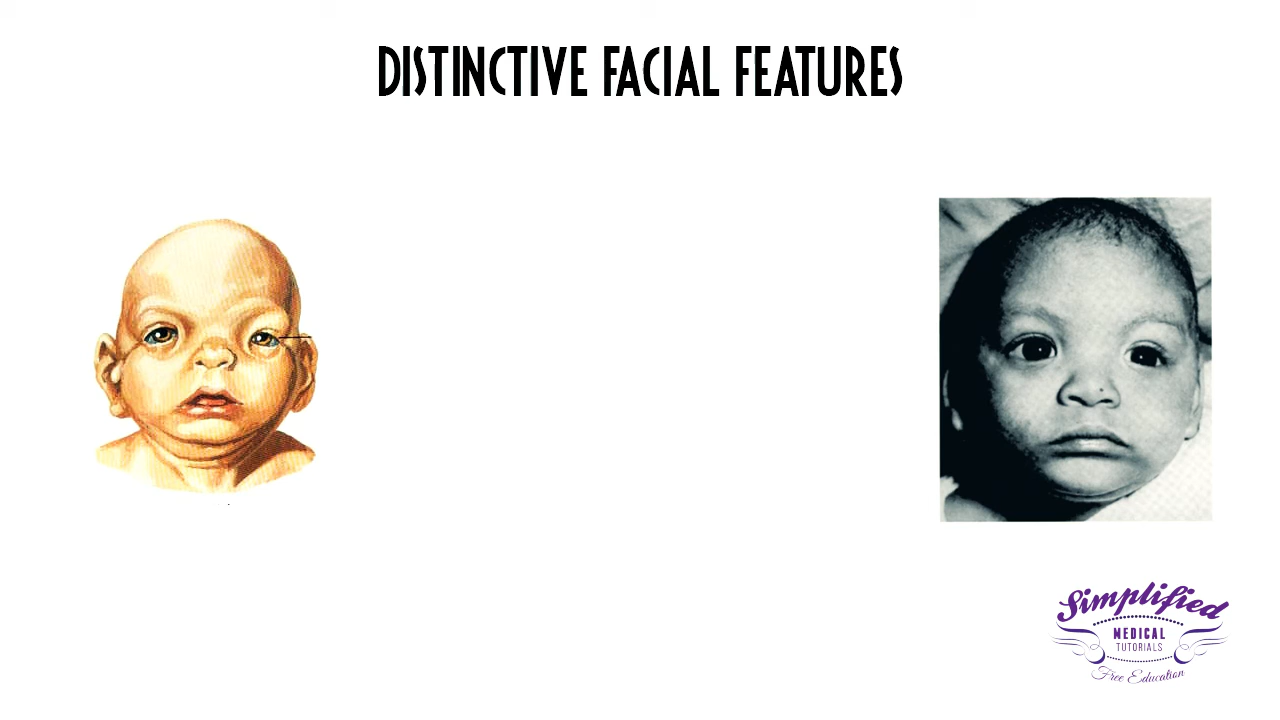 DISTINCTIVE FACIAL FEATURES
Simplified
MEDICAL
TUTORIALS
Free Education